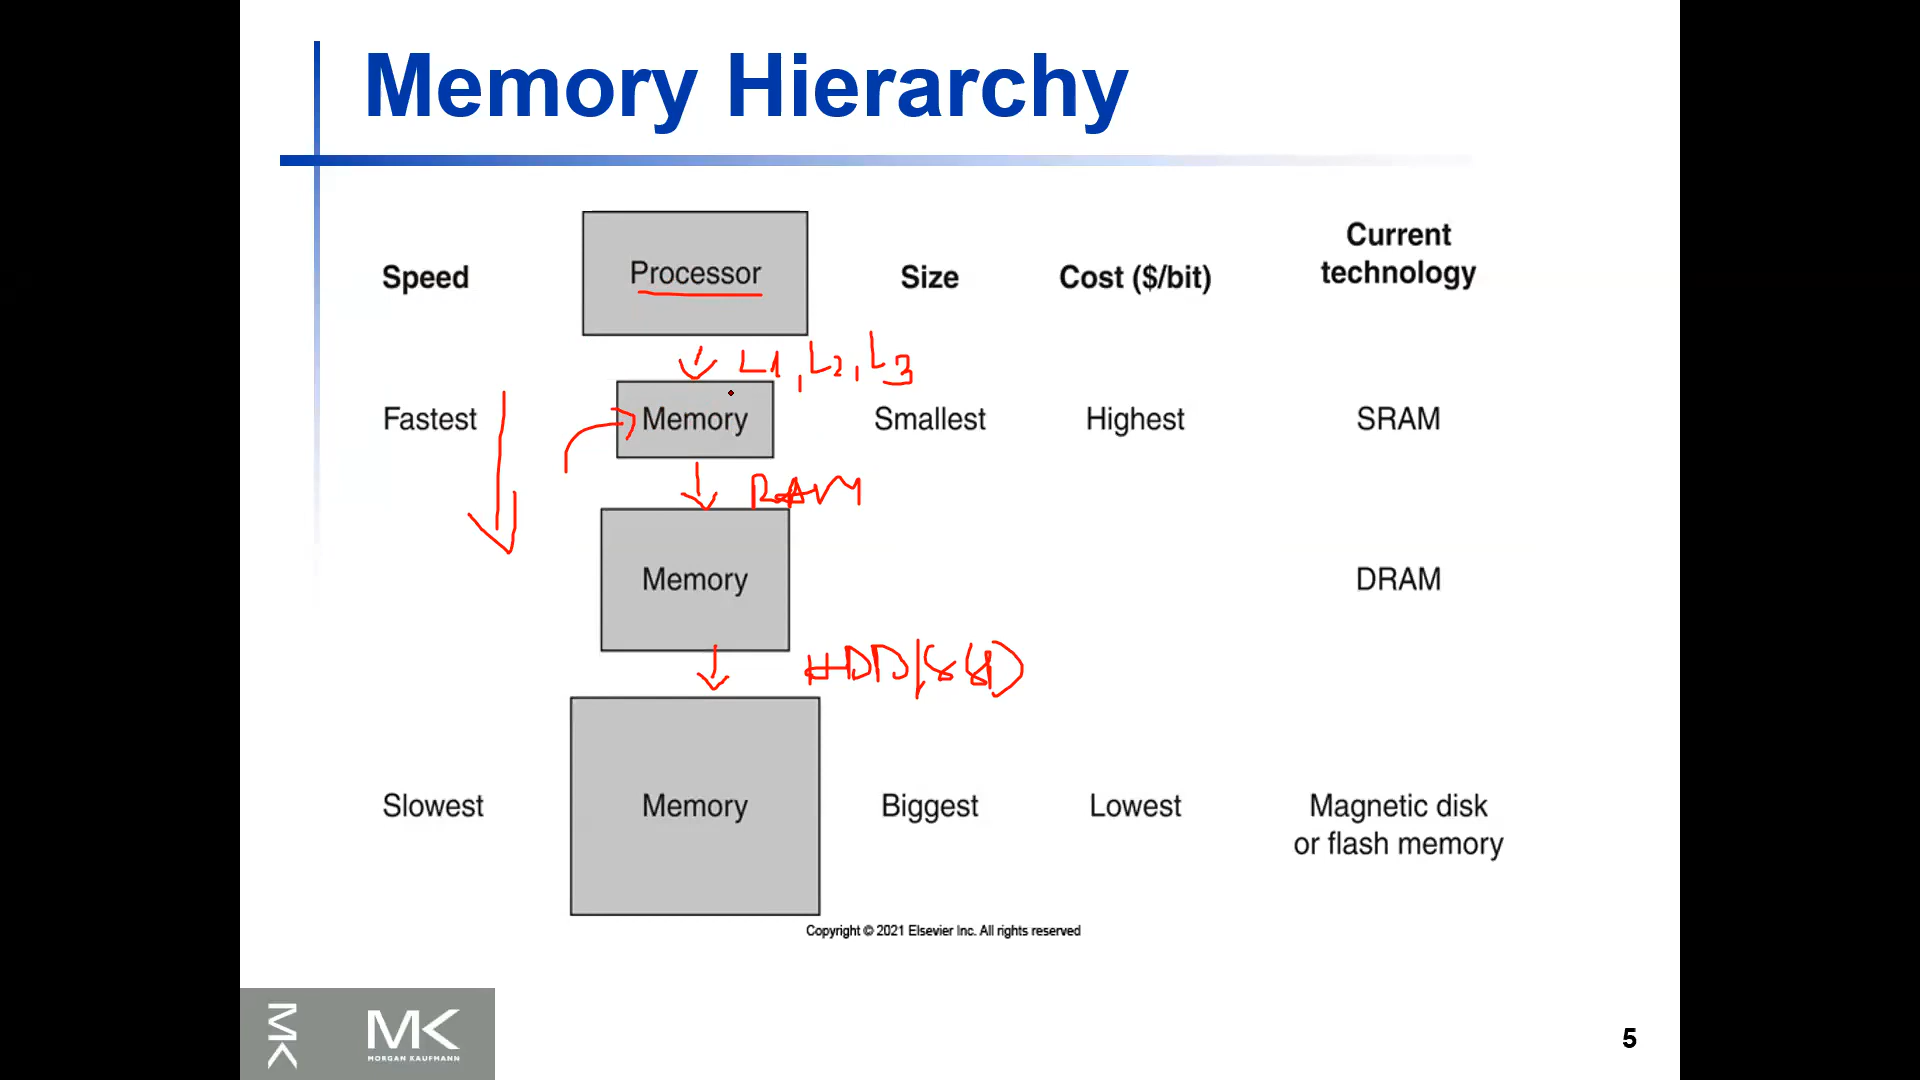 Memory Hierarchy
Speed Processor Size Cost ($/bit) Current technology
L1, L2, L3
Fastest Memory Smallest Highest SRAM
RAM
Memory DRAM
HDD/SSD
Slowest Memory Biggest Lowest Magnetic disk
or flash memory
Copyright © 2021 Elsevier Inc. All rights reserved
MK MK
MORGAN KAUFMANN
5